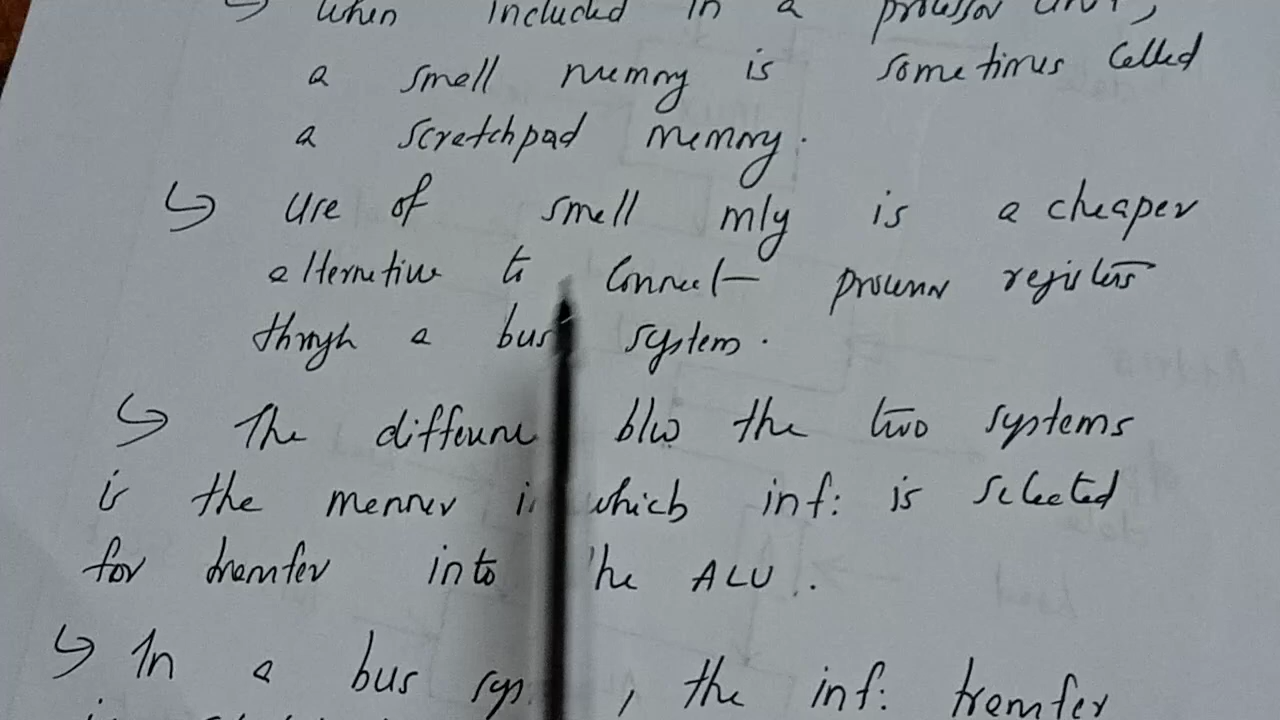 ↳ When included in a processor unit,
a small memory is sometimes called
a scratchpad memory.
↳ Use of small mly is a cheaper
alternative to connect processor registers
through a bus system.
↳ The difference b/w the two systems
is the manner in which inf: is selected
for transfer into the ALU.
↳ In a bus sys , the inf: transfer